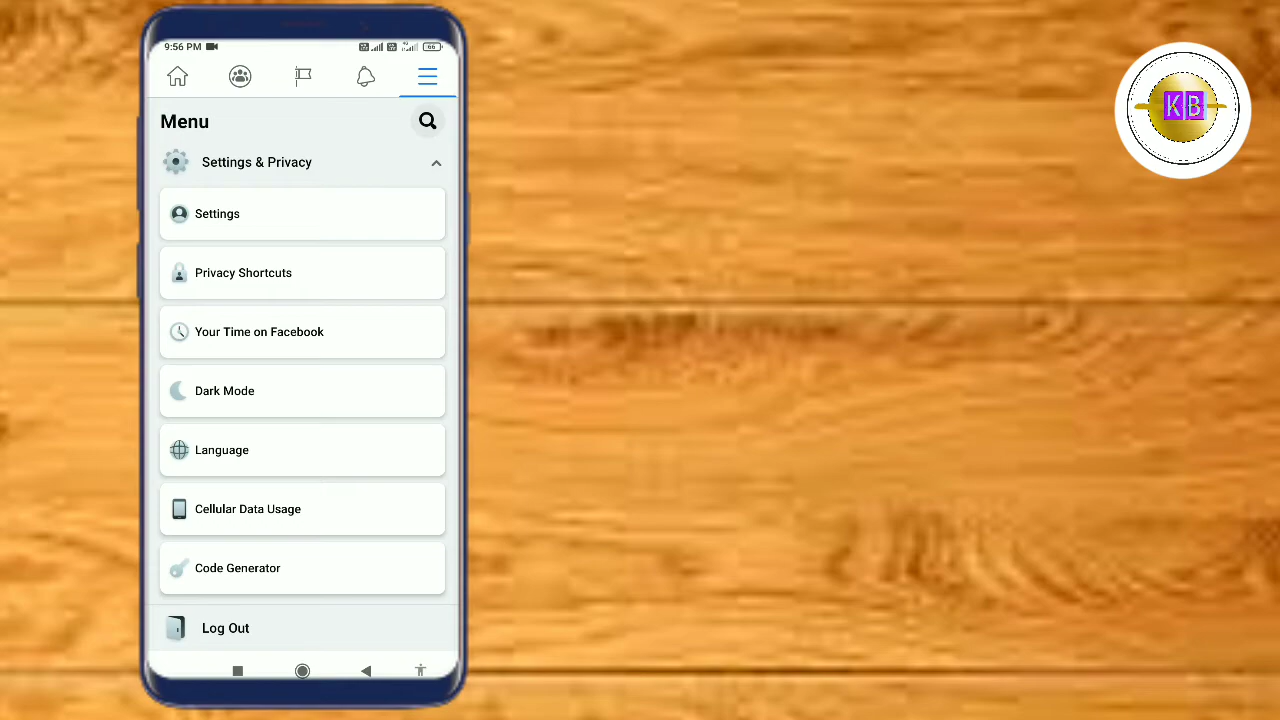 9:56 PM
66
Menu
Settings & Privacy
Settings
Privacy Shortcuts
Your Time on Facebook
Dark Mode
Language
Cellular Data Usage
Code Generator
Log Out
KB